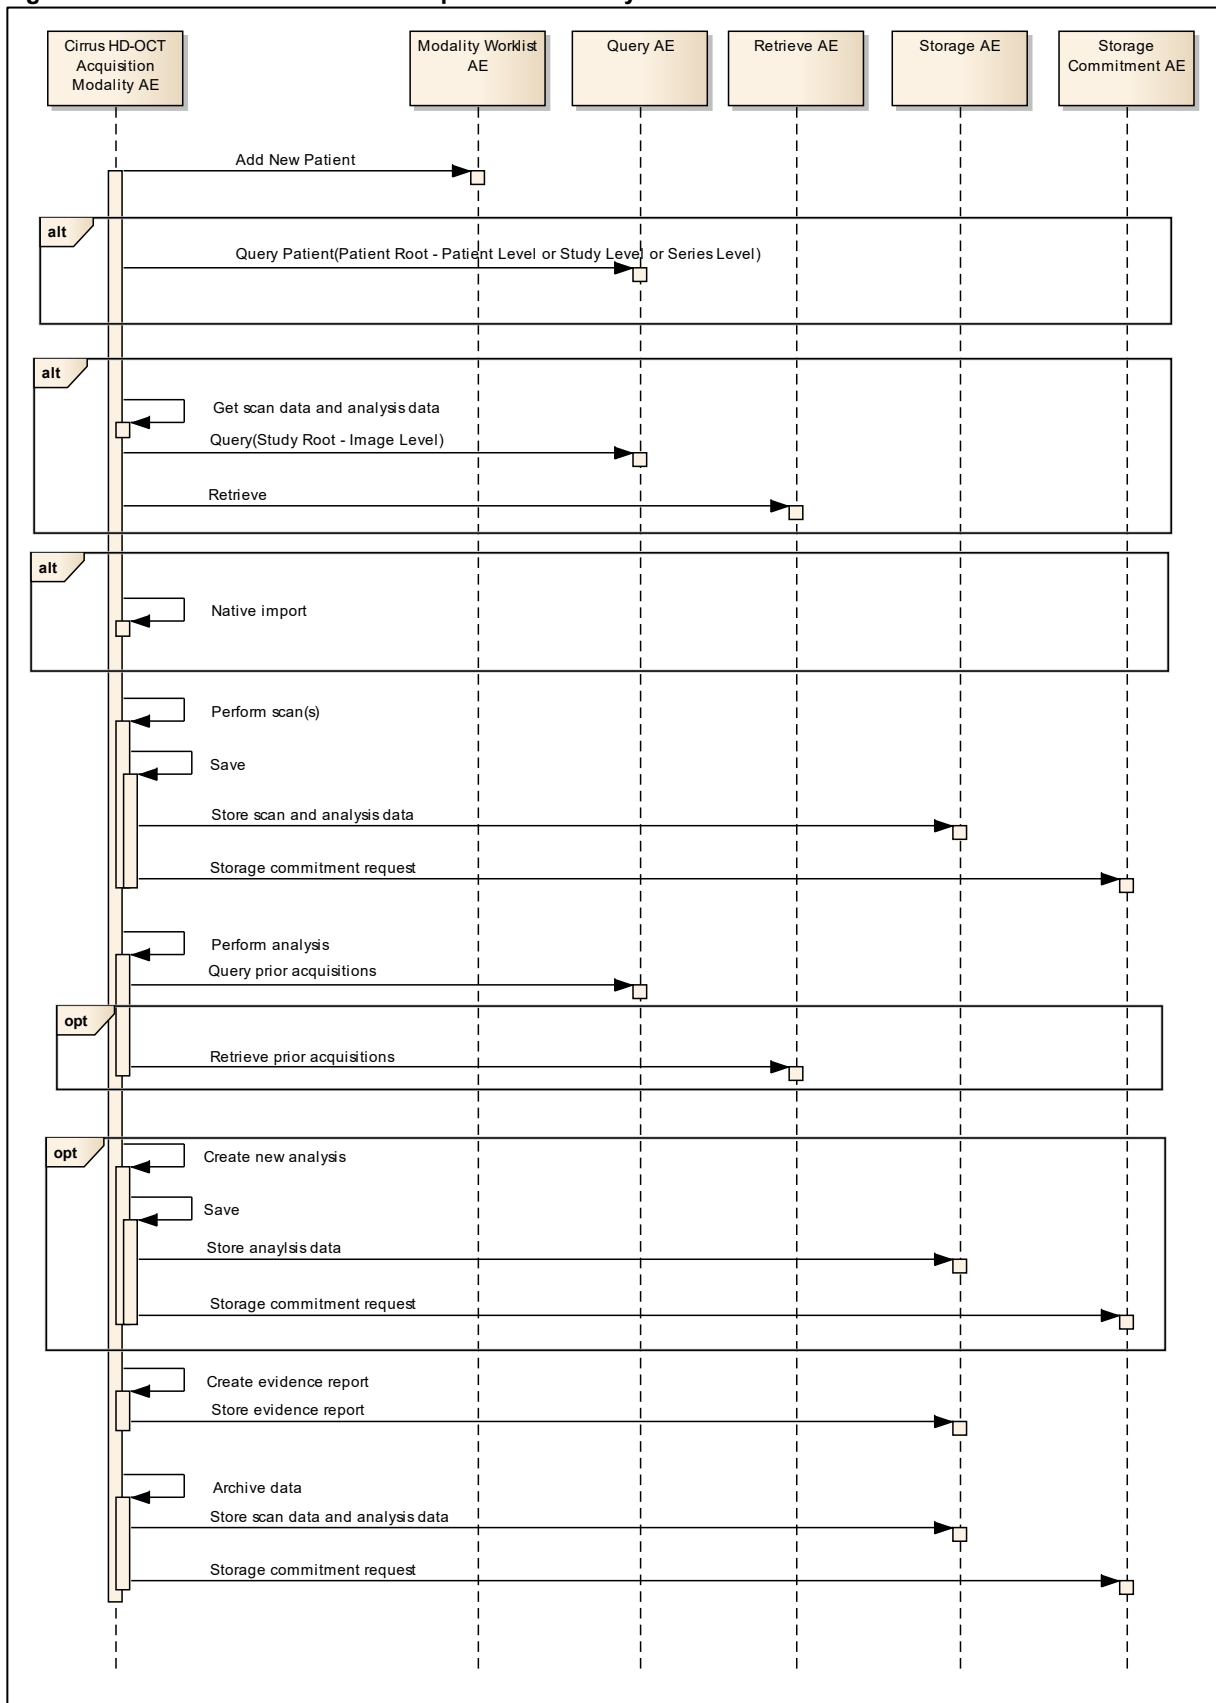 Cirrus HD-OCT
Acquisition
Modality AE
Modality Worklist
AE
Query AE
Retrieve AE
Storage AE
Storage
Commitment AE
Add New Patient
alt
Query Patient(Patient Root - Patient Level or Study Level or Series Level)
alt
Get scan data and analysis data
Query(Study Root - Image Level)
Retrieve
alt
Native import
Perform scan(s)
Save
Store scan and analysis data
Storage commitment request
Perform analysis
Query prior acquisitions
opt
Retrieve prior acquisitions
opt
Create new analysis
Save
Store anaylsis data
Storage commitment request
Create evidence report
Store evidence report
Archive data
Store scan data and analysis data
Storage commitment request